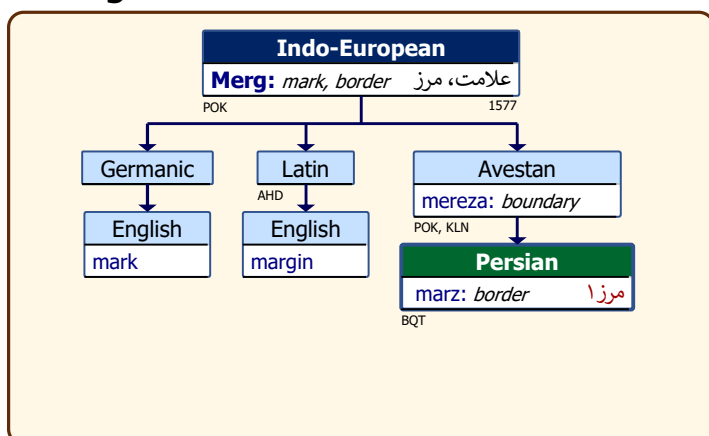 Indo-European
Merg: mark, border علامت، مرز
POK 1577
Germanic Latin Avestan
AHD
mereza: boundary
POK, KLN
English English
mark margin
Persian
marz: border مرز۱
BQT